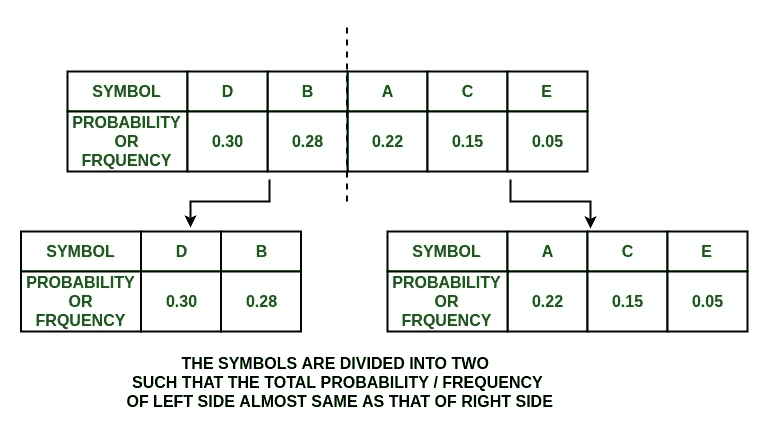 SYMBOL D B A C E
PROBABILITY
OR
FRQUENCY 0.30 0.28 0.22 0.15 0.05
SYMBOL D B
PROBABILITY
OR
FRQUENCY 0.30 0.28
SYMBOL A C E
PROBABILITY
OR
FRQUENCY 0.22 0.15 0.05
THE SYMBOLS ARE DIVIDED INTO TWO
SUCH THAT THE TOTAL PROBABILITY / FREQUENCY
OF LEFT SIDE ALMOST SAME AS THAT OF RIGHT SIDE